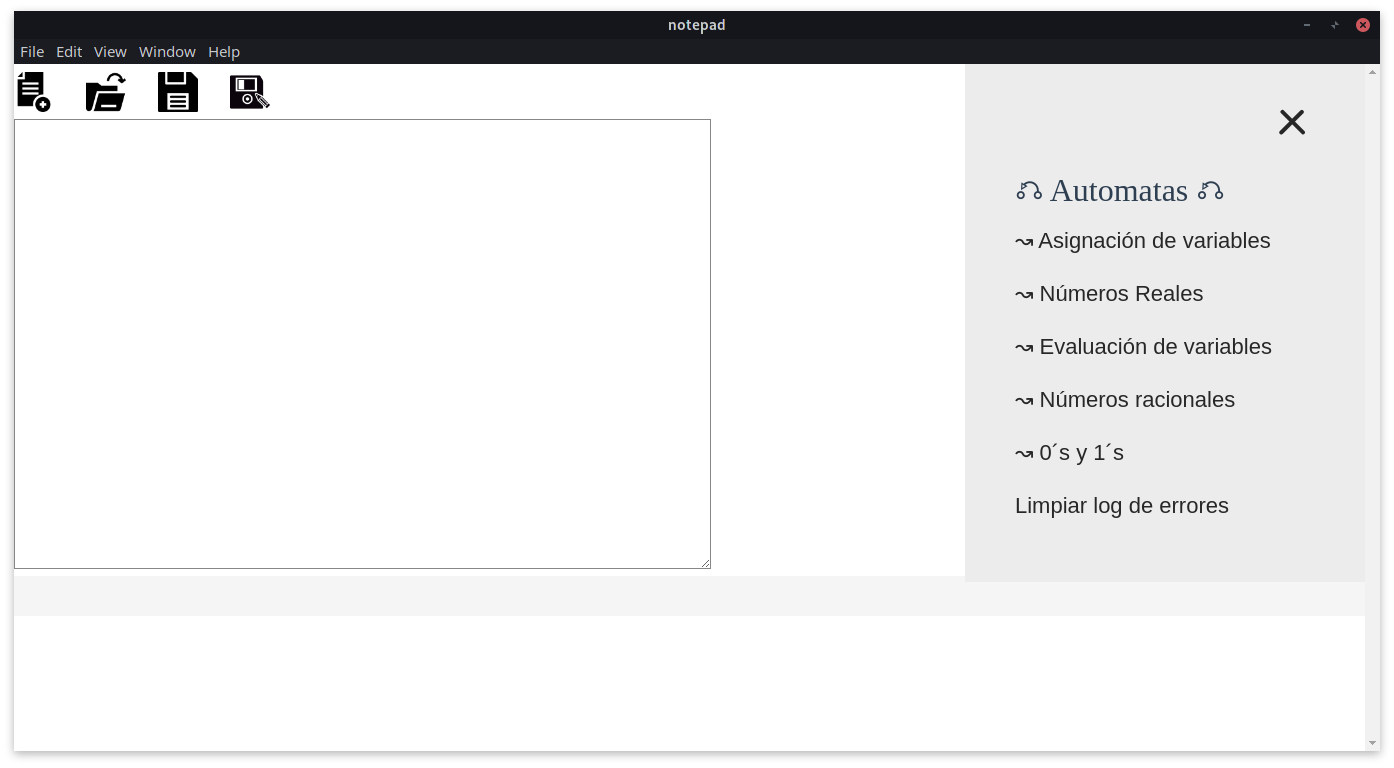 notepad
File Edit View Window Help
Automatas
↝ Asignación de variables
↝ Números Reales
↝ Evaluación de variables
↝ Números racionales
↝ 0´s y 1´s
Limpiar log de errores